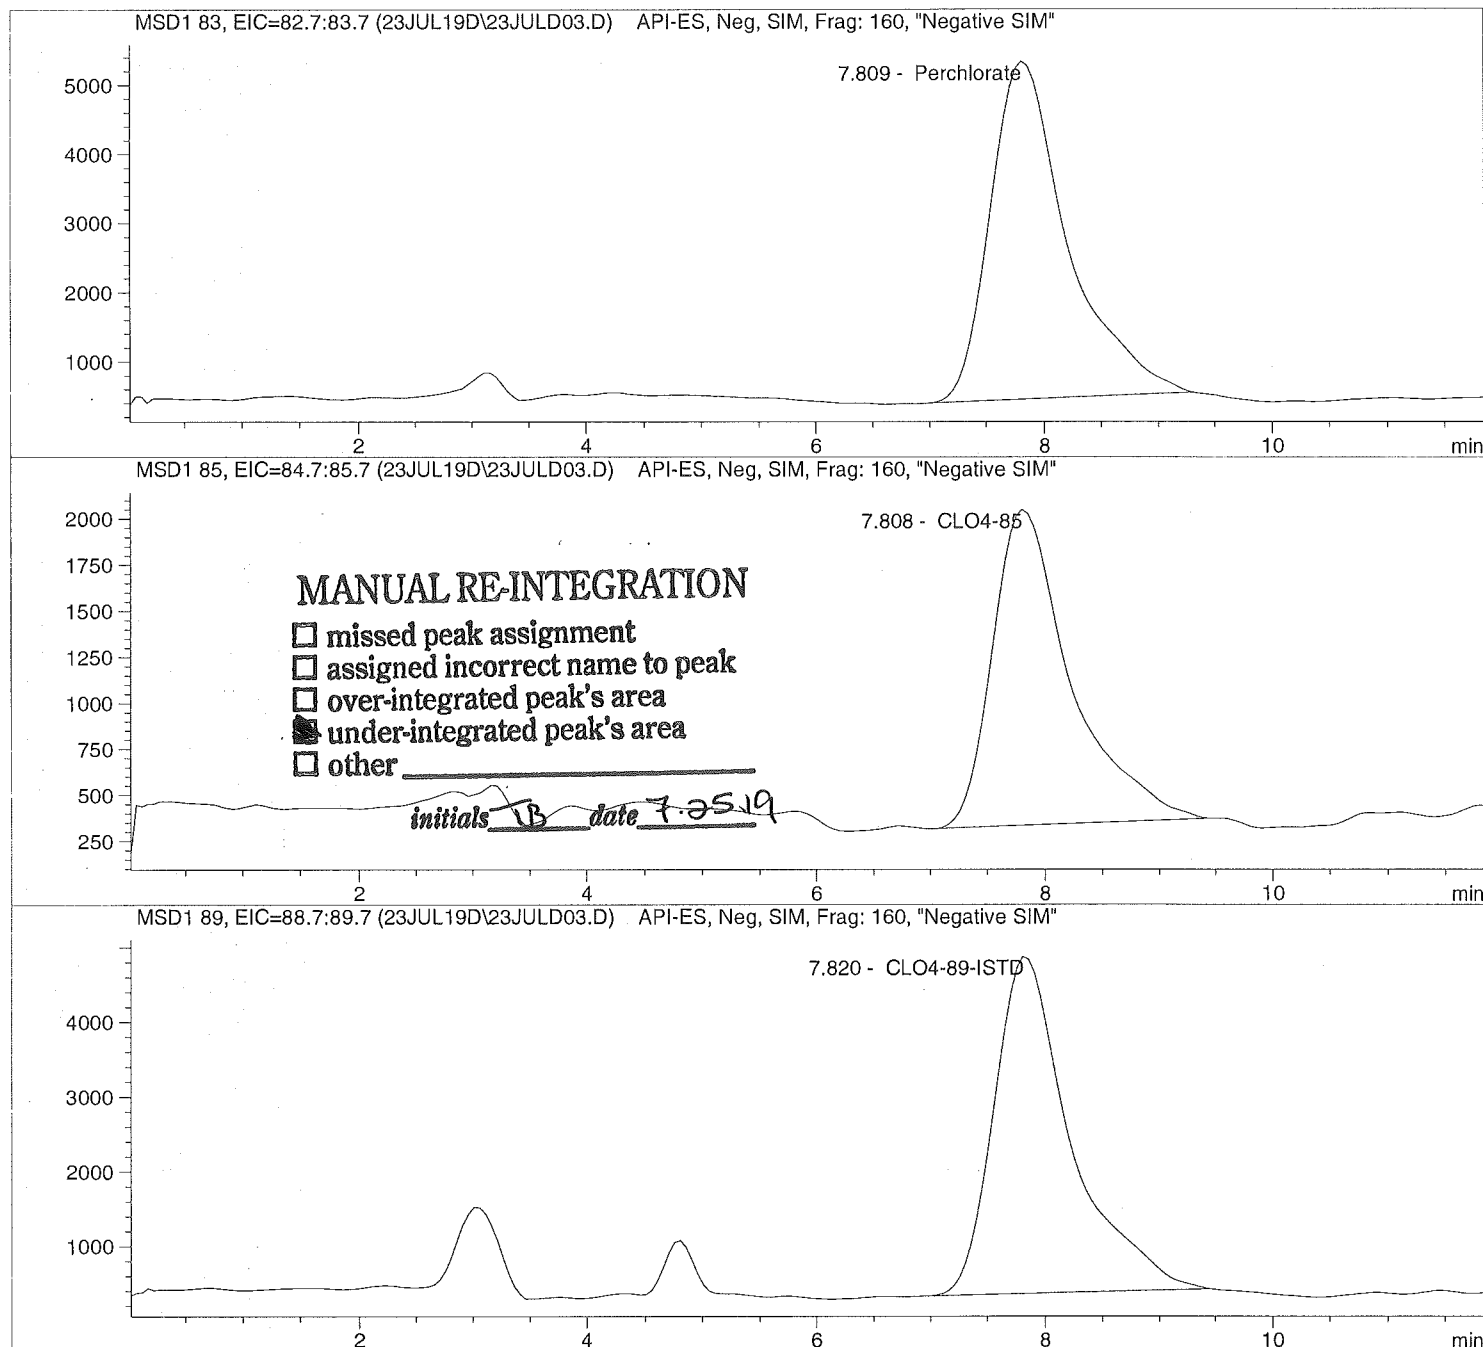 MSD1 83, EIC=82.7:83.7 (23JUL19D\23JULD03.D) API-ES, Neg, SIM, Frag: 160, "Negative SIM"
7.809 - Perchlorate
5000
4000
3000
2000
1000
2 4 6 8 10 min
MSD1 85, EIC=84.7:85.7 (23JUL19D\23JULD03.D) API-ES, Neg, SIM, Frag: 160, "Negative SIM"
7.808 - CLO4-85
2000
1750
1500
1250
1000
750
500
250
MANUAL RE-INTEGRATION
☐ missed peak assignment
☐ assigned incorrect name to peak
☐ over-integrated peak's area
☒ under-integrated peak's area
☐ other
initials TB date 7.25.19
2 4 6 8 10 min
MSD1 89, EIC=88.7:89.7 (23JUL19D\23JULD03.D) API-ES, Neg, SIM, Frag: 160, "Negative SIM"
7.820 - CLO4-89-ISTD
4000
3000
2000
1000
2 4 6 8 10 min